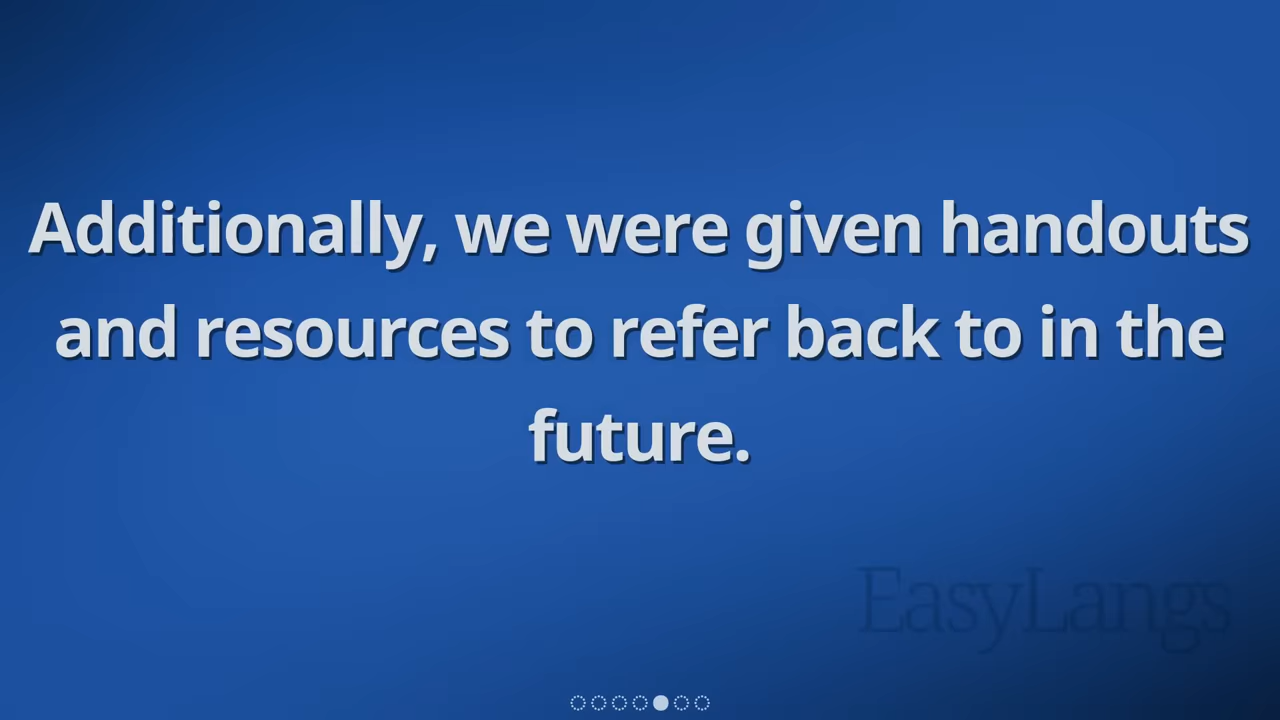 Additionally, we were given handouts
and resources to refer back to in the
future.
EasyLangs